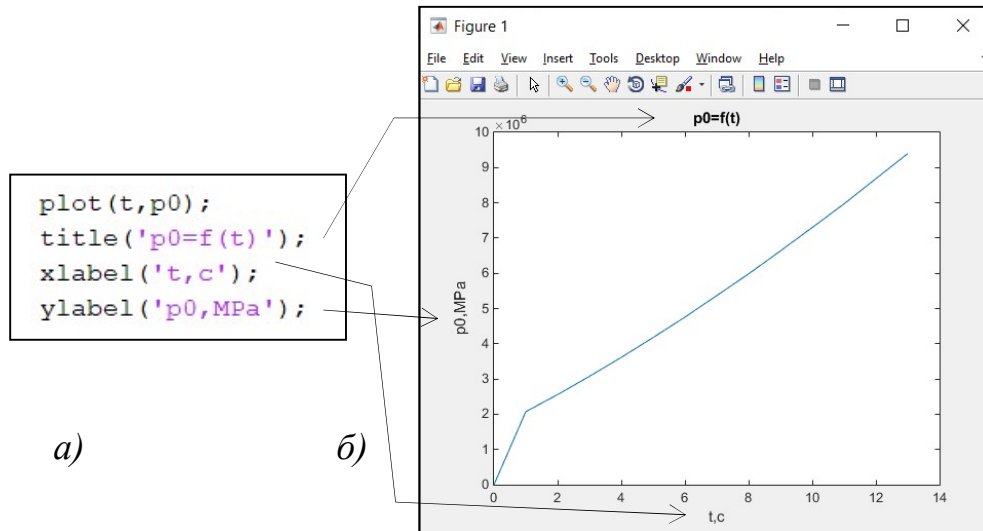 Figure 1
File Edit View Insert Tools Desktop Window Help
p0=f(t)
×10⁶
10
9
8
7
6
5
4
3
2
1
0
p0,MPa
0 2 4 6 8 10 12 14
t,c
plot(t,p0);
title('p0=f(t)');
xlabel('t,c');
ylabel('p0,MPa');
а) б)